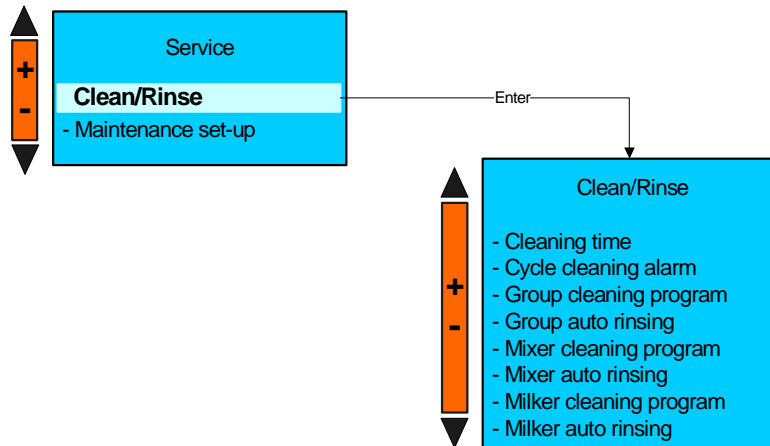 +
-
Service
Clean/Rinse
- Maintenance set-up
Enter
+
-
Clean/Rinse
- Cleaning time
- Cycle cleaning alarm
- Group cleaning program
- Group auto rinsing
- Mixer cleaning program
- Mixer auto rinsing
- Milker cleaning program
- Milker auto rinsing